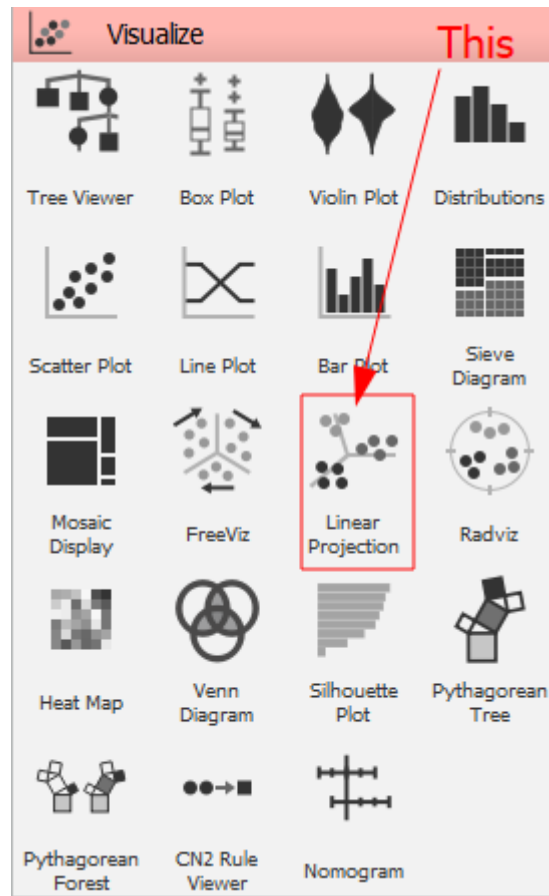 Visualize
This
Tree Viewer
Box Plot
Violin Plot
Distributions
Scatter Plot
Line Plot
Bar Plot
Sieve
Diagram
Mosaic
Display
FreeViz
Linear
Projection
Radviz
Heat Map
Venn
Diagram
Silhouette
Plot
Pythagorean
Tree
Pythagorean
Forest
CN2 Rule
Viewer
Nomogram